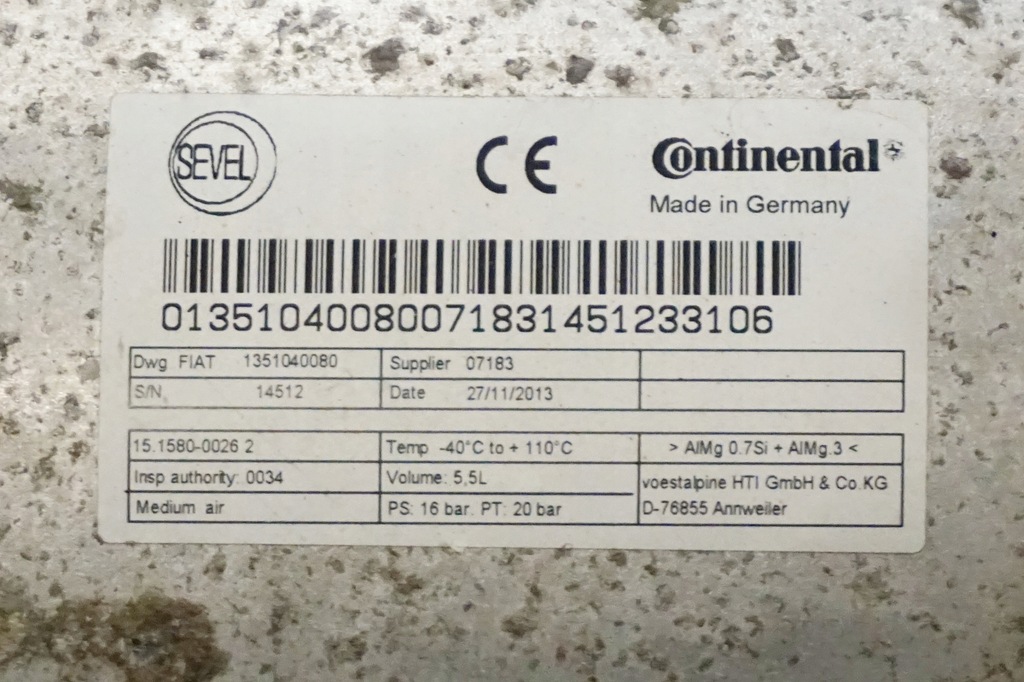 SEVEL
CE
Continental
Made in Germany
01351040080071831451233106
Dwg FIAT 1351040080 Supplier 07183
S/N 14512 Date 27/11/2013
15.1580-0026 2 Temp -40°C to + 110°C > AlMg 0.7Si + AlMg.3 <
Insp authority: 0034 Volume: 5,5L voestalpine HTI GmbH & Co.KG
Medium air PS: 16 bar. PT: 20 bar D-76855 Annweiler